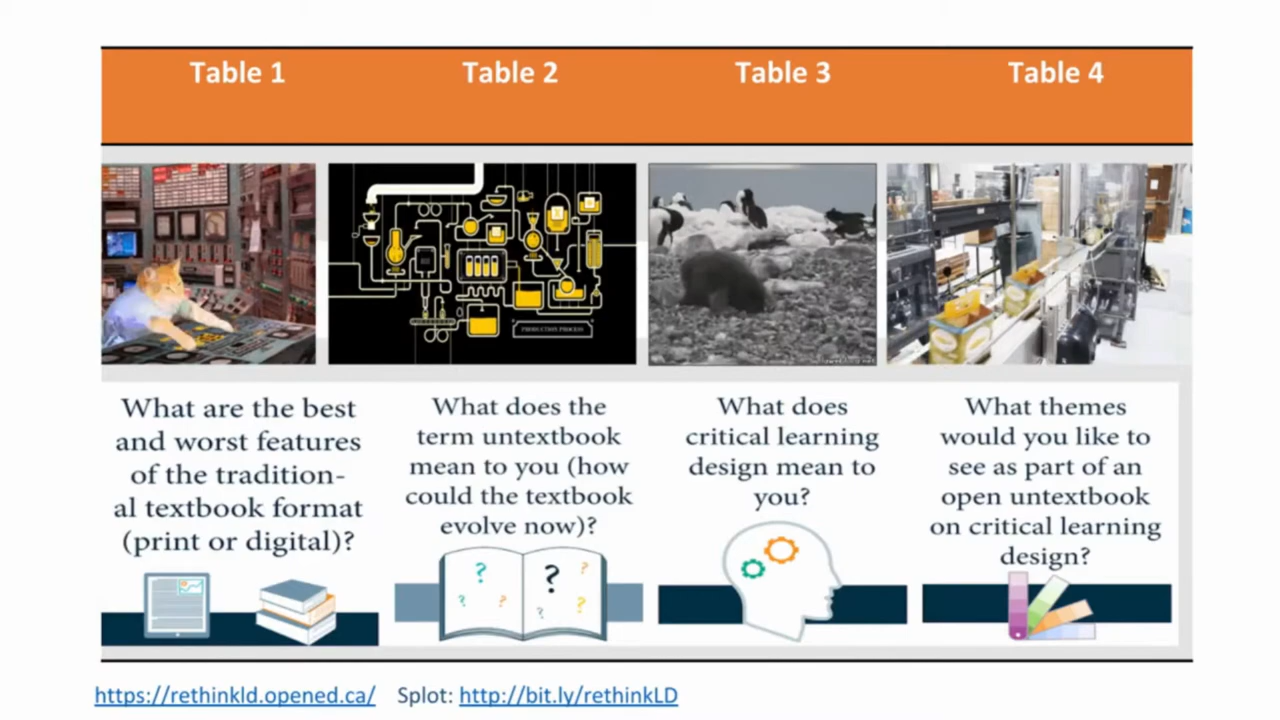 Table 1
Table 2
Table 3
Table 4
PRODUCTION PROCESS
What are the best
and worst features
of the tradition-
al textbook format
(print or digital)?
What does the
term untextbook
mean to you (how
could the textbook
evolve now)?
What does
critical learning
design mean to
you?
What themes
would you like to
see as part of an
open untextbook
on critical learning
design?
? ? ? ? ? ? ?
https://rethinkld.opened.ca/ Splot: http://bit.ly/rethinkLD